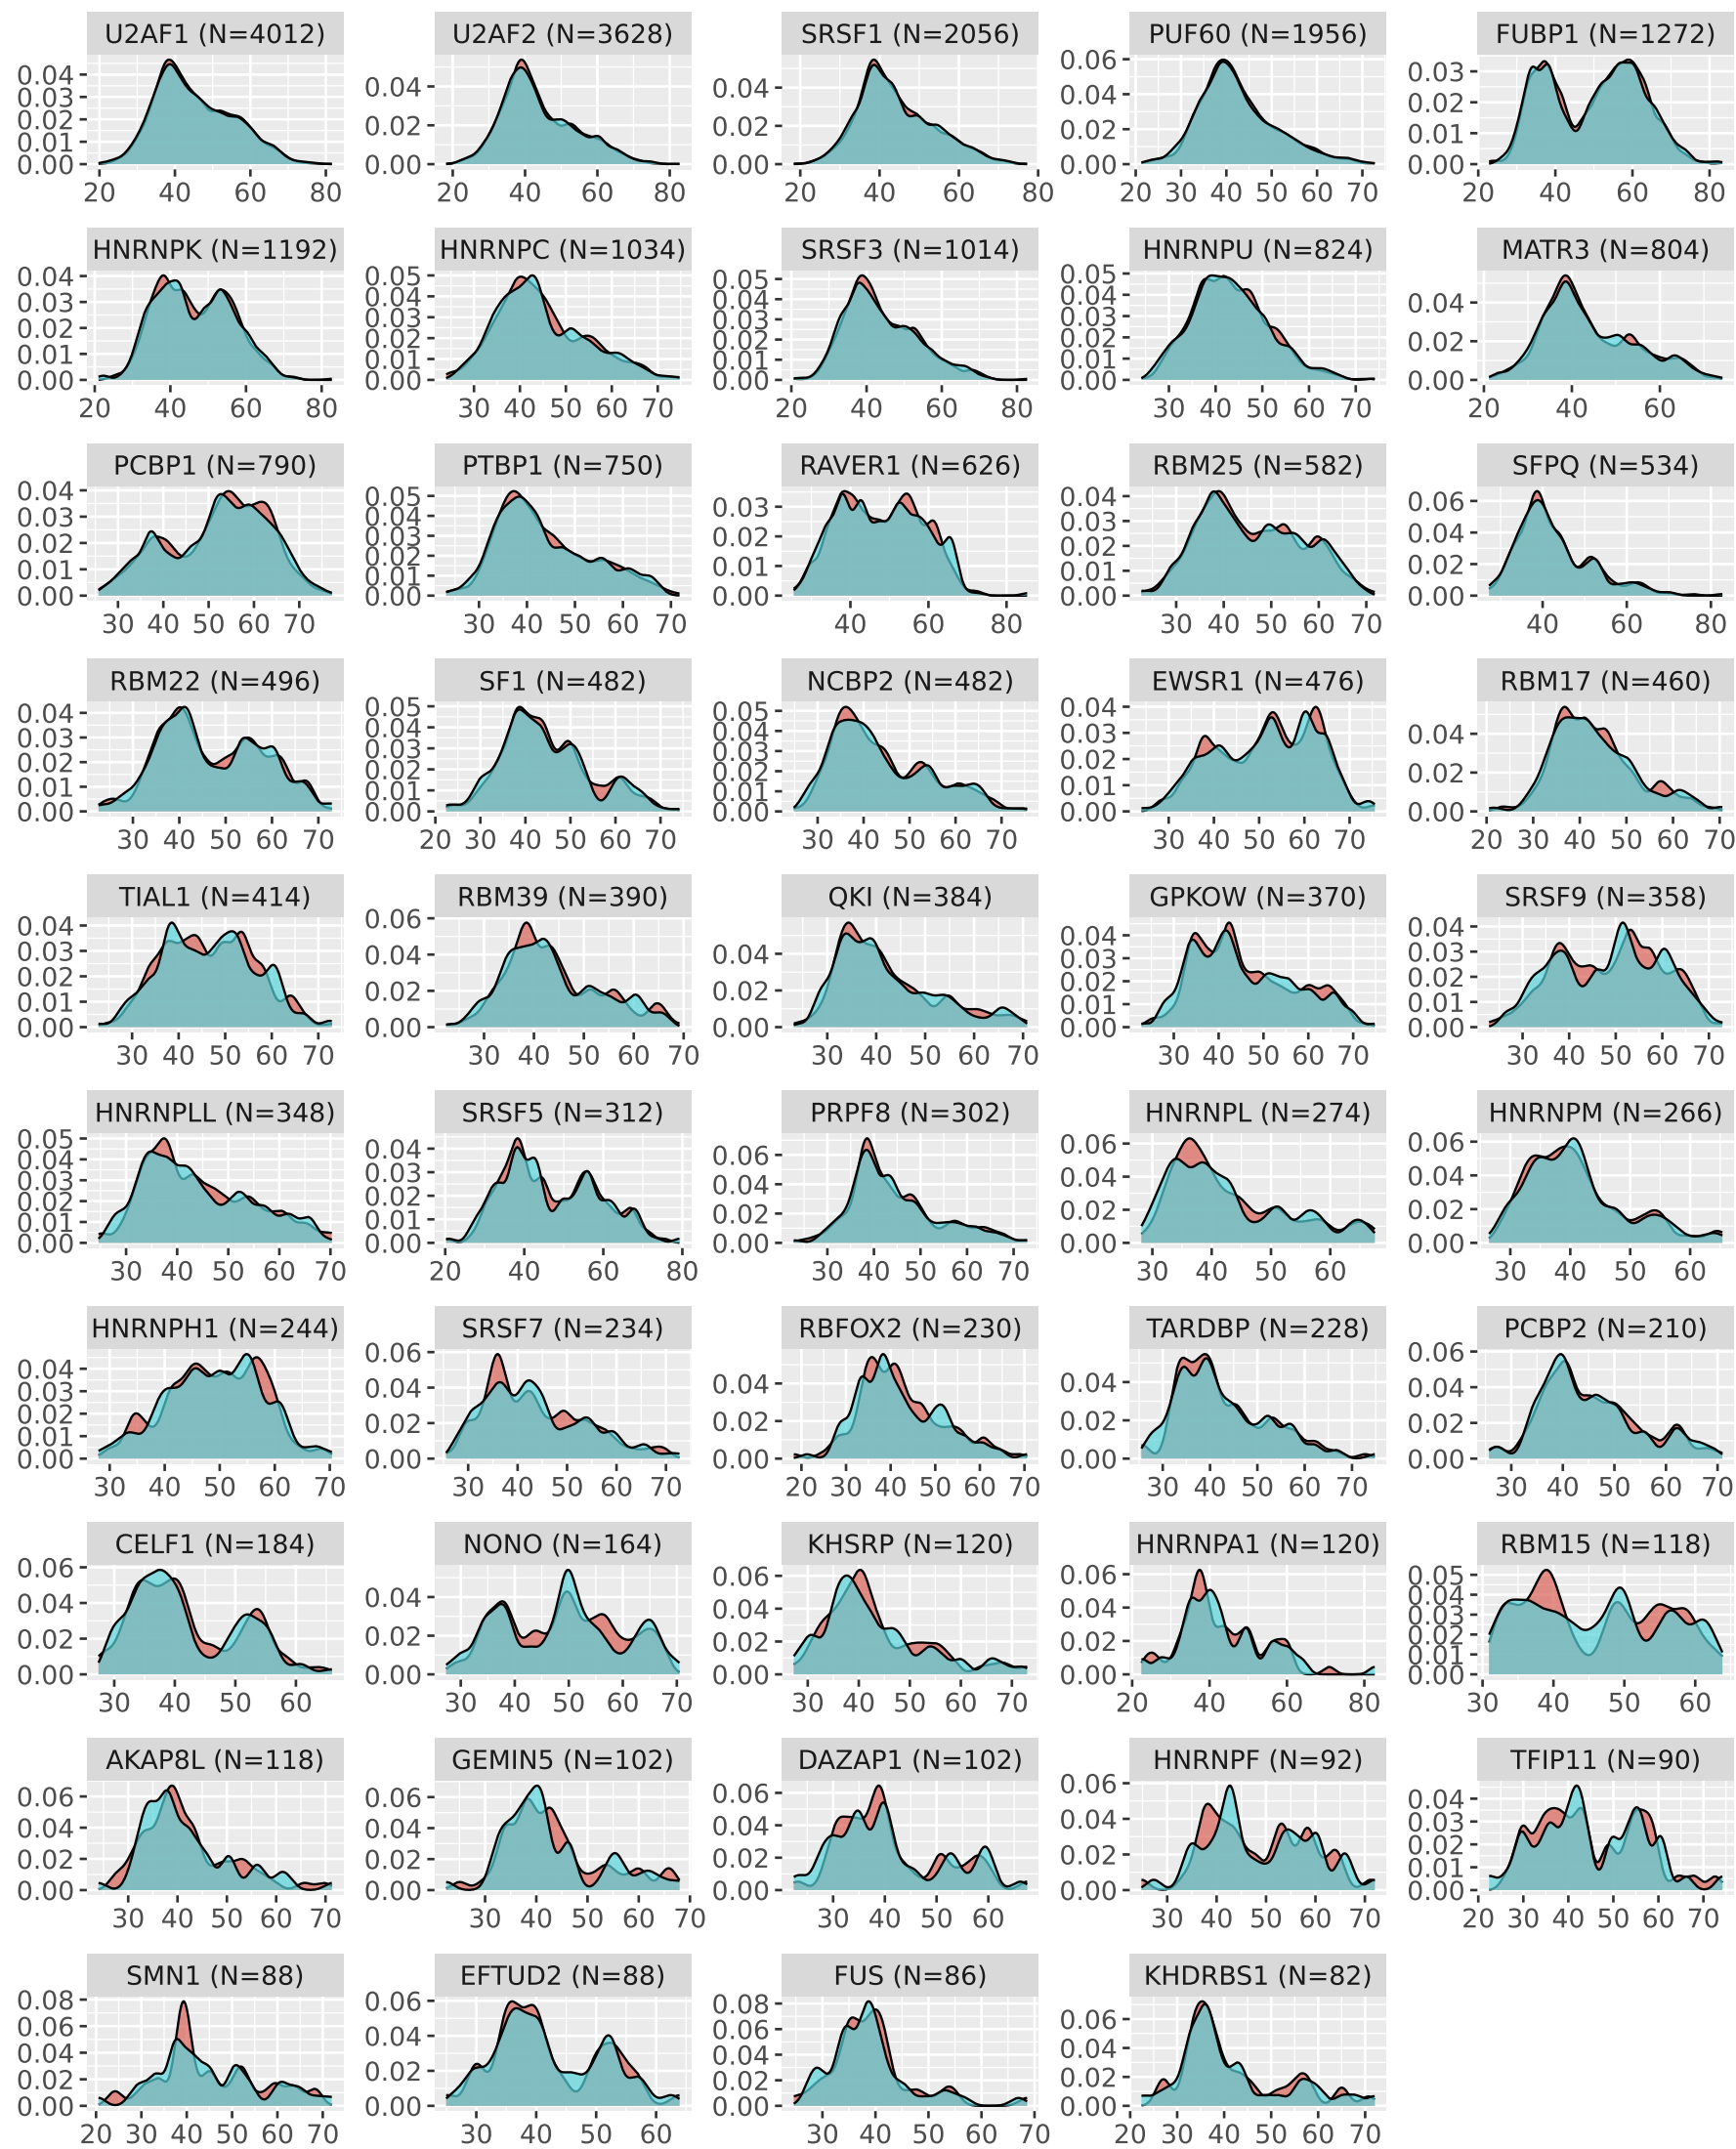 U2AF1 (N=4012)
0.04 0.03 0.02 0.01 0.00
20 40 60 80
U2AF2 (N=3628)
0.04 0.02 0.00
20 40 60 80
SRSF1 (N=2056)
0.04 0.02 0.00
20 40 60 80
PUF60 (N=1956)
0.06 0.04 0.02 0.00
20 30 40 50 60 70
FUBP1 (N=1272)
0.03 0.02 0.01 0.00
20 40 60 80
HNRNPK (N=1192)
0.04 0.03 0.02 0.01 0.00
20 40 60 80
HNRNPC (N=1034)
0.05 0.04 0.03 0.02 0.01 0.00
30 40 50 60 70
SRSF3 (N=1014)
0.05 0.04 0.03 0.02 0.01 0.00
20 40 60 80
HNRNPU (N=824)
0.05 0.04 0.03 0.02 0.01 0.00
30 40 50 60 70
MATR3 (N=804)
0.04 0.02 0.00
20 40 60
PCBP1 (N=790)
0.04 0.03 0.02 0.01 0.00
30 40 50 60 70
PTBP1 (N=750)
0.05 0.04 0.03 0.02 0.01 0.00
30 40 50 60 70
RAVER1 (N=626)
0.03 0.02 0.01 0.00
40 60 80
RBM25 (N=582)
0.04 0.03 0.02 0.01 0.00
30 40 50 60 70
SFPQ (N=534)
0.06 0.04 0.02 0.00
40 60 80
RBM22 (N=496)
0.04 0.03 0.02 0.01 0.00
30 40 50 60 70
SF1 (N=482)
0.05 0.04 0.03 0.02 0.01 0.00
20 30 40 50 60 70
NCBP2 (N=482)
0.05 0.04 0.03 0.02 0.01 0.00
30 40 50 60 70
EWSR1 (N=476)
0.04 0.03 0.02 0.01 0.00
30 40 50 60 70
RBM17 (N=460)
0.04 0.02 0.00
20 30 40 50 60 70
TIAL1 (N=414)
0.04 0.03 0.02 0.01 0.00
30 40 50 60 70
RBM39 (N=390)
0.06 0.04 0.02 0.00
30 40 50 60 70
QKI (N=384)
0.04 0.02 0.00
30 40 50 60 70
GPKOW (N=370)
0.04 0.03 0.02 0.01 0.00
30 40 50 60 70
SRSF9 (N=358)
0.04 0.03 0.02 0.01 0.00
30 40 50 60 70
HNRNPLL (N=348)
0.05 0.04 0.03 0.02 0.01 0.00
30 40 50 60 70
SRSF5 (N=312)
0.04 0.03 0.02 0.01 0.00
20 40 60 80
PRPF8 (N=302)
0.06 0.04 0.02 0.00
30 40 50 60 70
HNRNPL (N=274)
0.06 0.04 0.02 0.00
30 40 50 60
HNRNPM (N=266)
0.06 0.04 0.02 0.00
30 40 50 60
HNRNPH1 (N=244)
0.04 0.03 0.02 0.01 0.00
30 40 50 60 70
SRSF7 (N=234)
0.06 0.04 0.02 0.00
30 40 50 60 70
RBFOX2 (N=230)
0.04 0.02 0.00
20 30 40 50 60 70
TARDBP (N=228)
0.04 0.02 0.00
30 40 50 60 70
PCBP2 (N=210)
0.06 0.04 0.02 0.00
30 40 50 60 70
CELF1 (N=184)
0.06 0.04 0.02 0.00
30 40 50 60
NONO (N=164)
0.04 0.02 0.00
30 40 50 60 70
KHSRP (N=120)
0.06 0.04 0.02 0.00
30 40 50 60 70
HNRNPA1 (N=120)
0.06 0.04 0.02 0.00
20 40 60 80
RBM15 (N=118)
0.05 0.04 0.03 0.02 0.01 0.00
30 40 50 60
AKAP8L (N=118)
0.06 0.04 0.02 0.00
30 40 50 60 70
GEMIN5 (N=102)
0.06 0.04 0.02 0.00
30 40 50 60 70
DAZAP1 (N=102)
0.06 0.04 0.02 0.00
30 40 50 60
HNRNPF (N=92)
0.06 0.04 0.02 0.00
30 40 50 60 70
TFIP11 (N=90)
0.04 0.03 0.02 0.01 0.00
20 30 40 50 60 70
SMN1 (N=88)
0.08 0.06 0.04 0.02 0.00
20 30 40 50 60 70
EFTUD2 (N=88)
0.06 0.04 0.02 0.00
30 40 50 60
FUS (N=86)
0.08 0.06 0.04 0.02 0.00
30 40 50 60 70
KHDRBS1 (N=82)
0.06 0.04 0.02 0.00
20 30 40 50 60 70